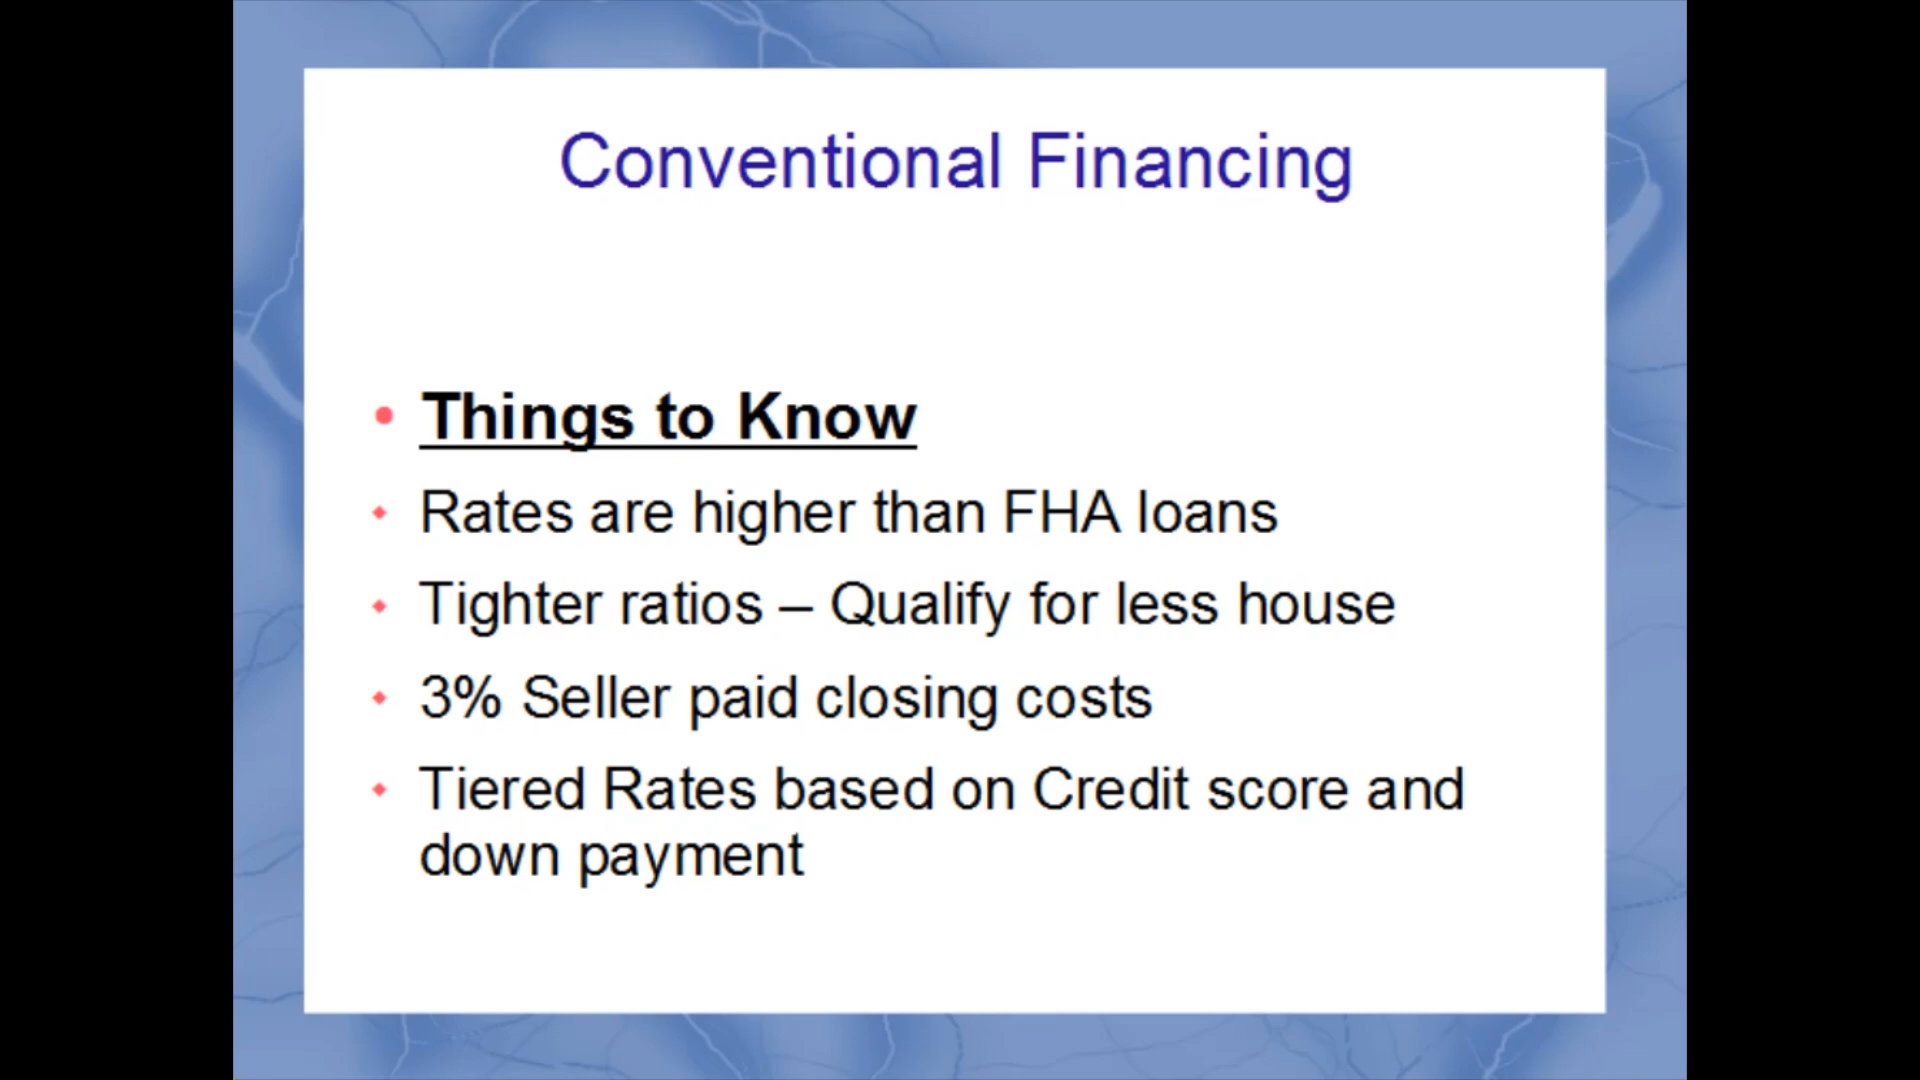 Conventional Financing
Things to Know
Rates are higher than FHA loans
Tighter ratios – Qualify for less house
3% Seller paid closing costs
Tiered Rates based on Credit score and
down payment